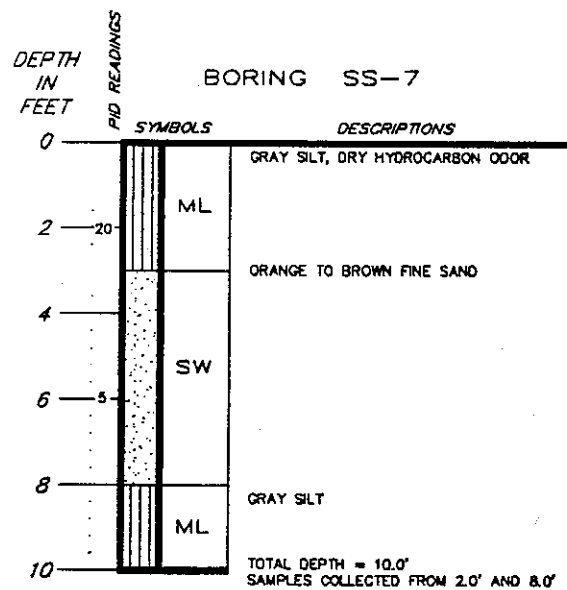 DEPTH
IN
FEET
PID READINGS
BORING SS-7
SYMBOLS
DESCRIPTIONS
0
GRAY SILT, DRY HYDROCARBON ODOR
ML
2
20
ORANGE TO BROWN FINE SAND
4
SW
6
5
8
GRAY SILT
ML
10
TOTAL DEPTH = 10.0'
SAMPLES COLLECTED FROM 2.0' AND 8.0'